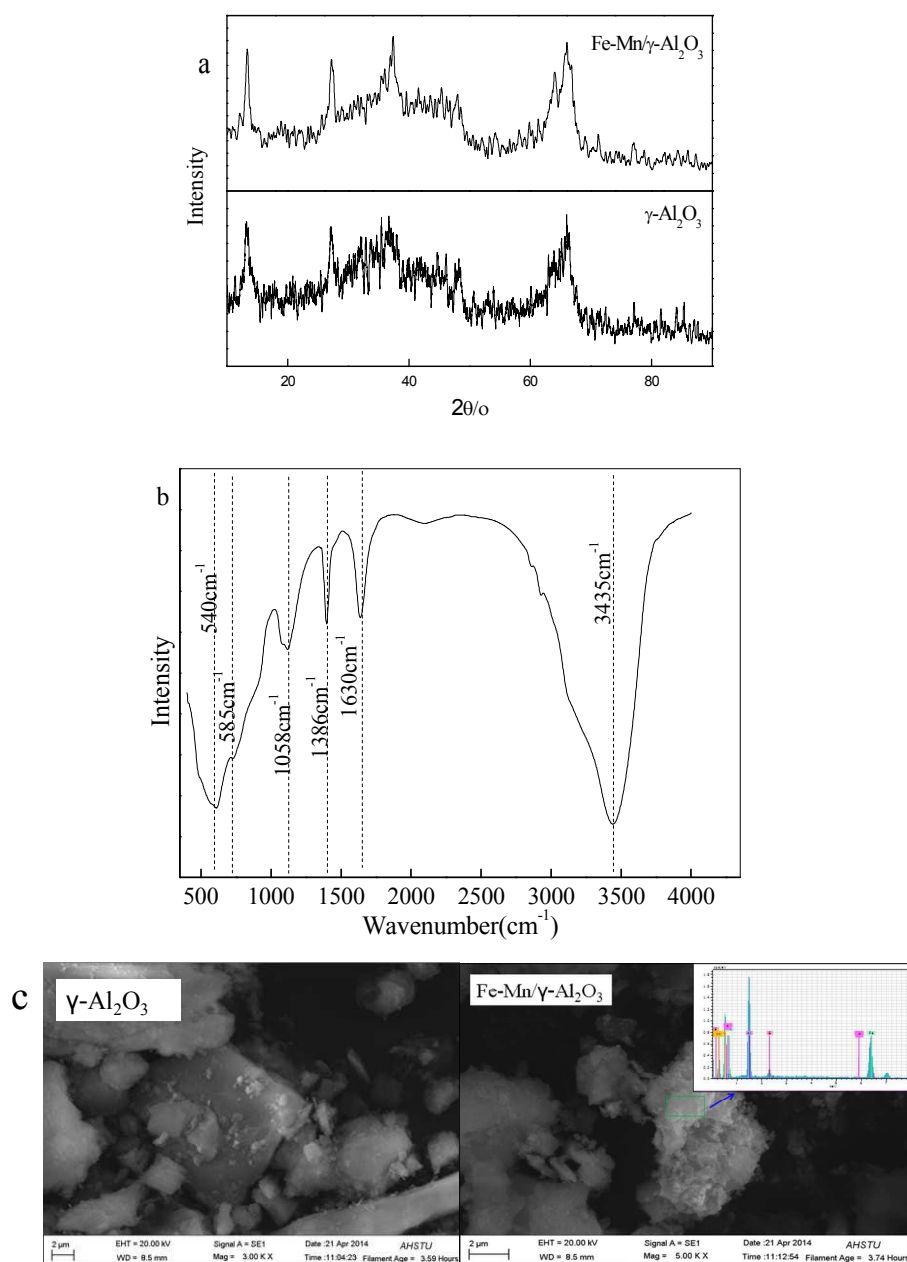 a
Fe-Mn/γ-Al₂O₃
Intensity
γ-Al₂O₃
20 40 60 80
2θ/o
b
540cm⁻¹
585cm⁻¹
1058cm⁻¹
1386cm⁻¹
1630cm⁻¹
3435cm⁻¹
Intensity
500 1000 1500 2000 2500 3000 3500 4000
Wavenumber(cm⁻¹)
c
γ-Al₂O₃
Fe-Mn/γ-Al₂O₃
2 µm EHT = 20.00 kV Signal A = SE1 Date :21 Apr 2014 AHSTU
WD = 8.5 mm Mag = 3.00 K X Time :11:04:23 Filament Age = 3.59 Hours
2 µm EHT = 20.00 kV Signal A = SE1 Date :21 Apr 2014 AHSTU
WD = 8.5 mm Mag = 5.00 K X Time :11:12:54 Filament Age = 3.74 Hours